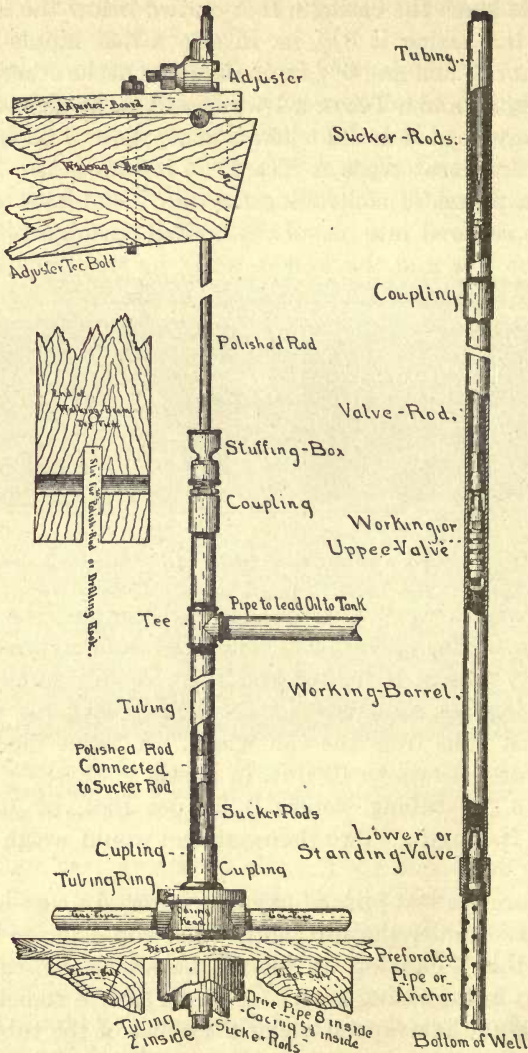 Adjuster
Adjuster-Board
Walking-Beam
Adjuster Tee Bolt
Polished Rod
End of
Walking-Beam
Top View
Slot for Polish-Rod or Drilling Hook.
Stuffing-Box
Coupling
Tee
Pipe to lead Oil to Tank
Tubing
Polished Rod
Connected
to Sucker Rod
Sucker Rods
Cupling
Cupling
Tubing Ring
Casing
Head
Gas-Pipe
Gas-Pipe
Derrick Floor
Floor Sill
Floor Sill
Tubing
2 inside
Drive Pipe 8 inside
Cacing 5⅝ inside
Sucker Rods
Tubing.
Sucker-Rods.
Coupling
Valve-Rod.
Working or
Uppee-Valve
Working-Barrel.
Lower or
Standing-Valve
Preforated
Pipe or
Anchor
Bottom of Well